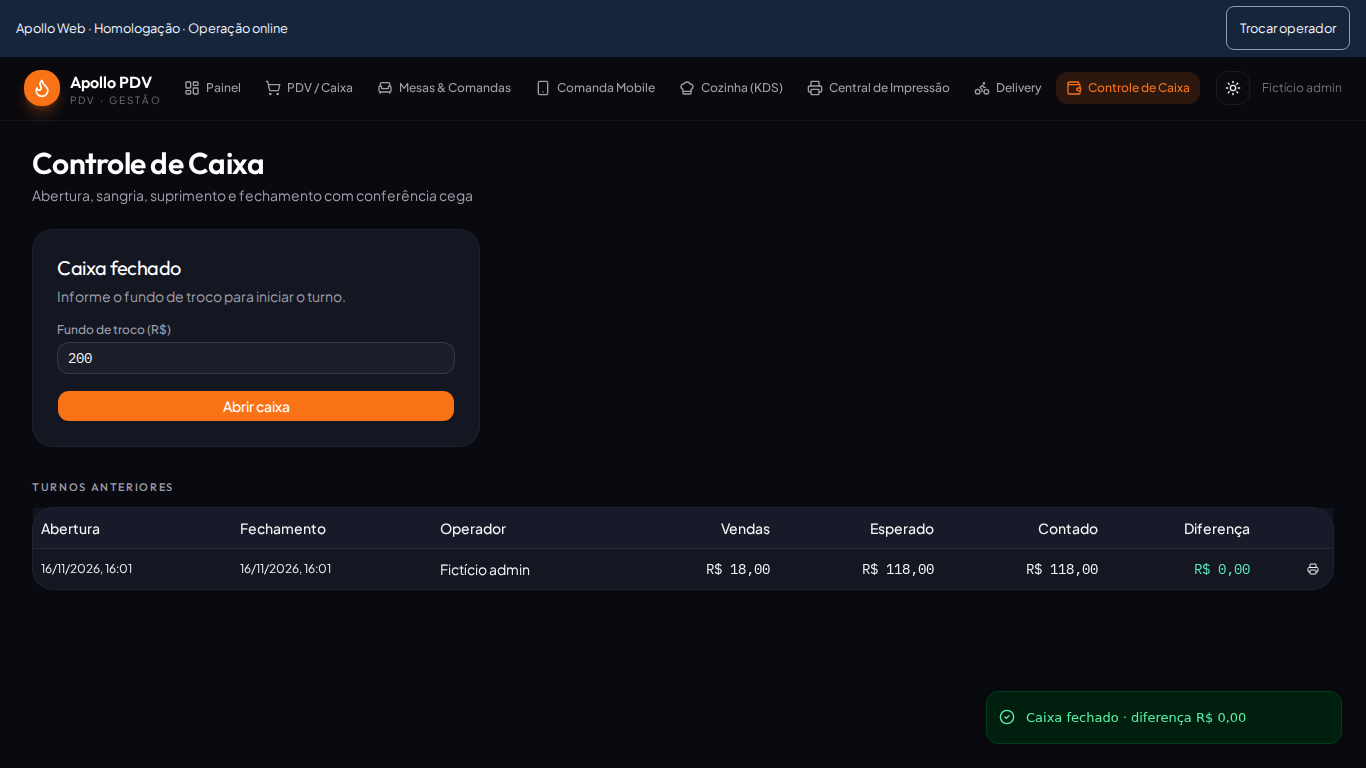 Apollo Web · Homologação · Operação online
Trocar operador
Apollo PDV
PDV · GESTÃO
Painel
PDV / Caixa
Mesas & Comandas
Comanda Mobile
Cozinha (KDS)
Central de Impressão
Delivery
Controle de Caixa
Fictício admin
Controle de Caixa
Abertura, sangria, suprimento e fechamento com conferência cega
Caixa fechado
Informe o fundo de troco para iniciar o turno.
Fundo de troco (R$)
200
Abrir caixa
TURNOS ANTERIORES
Abertura Fechamento Operador Vendas Esperado Contado Diferença
16/11/2026, 16:01 16/11/2026, 16:01 Fictício admin R$ 18,00 R$ 118,00 R$ 118,00 R$ 0,00
Caixa fechado · diferença R$ 0,00